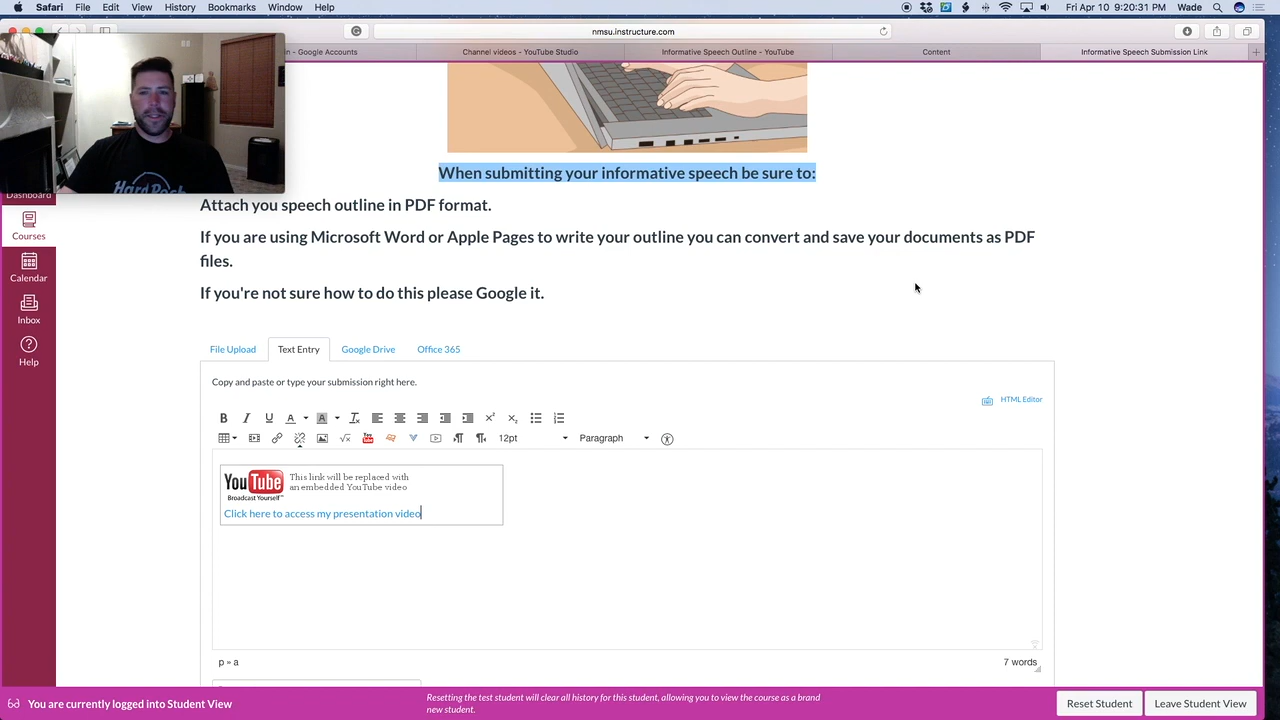 Safari File Edit View History Bookmarks Window Help Fri Apr 10 9:20:31 PM Wade
nmsu.instructure.com
n – Google Accounts Channel videos - YouTube Studio Informative Speech Outline - YouTube Content Informative Speech Submission Link
When submitting your informative speech be sure to:
Attach you speech outline in PDF format.
If you are using Microsoft Word or Apple Pages to write your outline you can convert and save your documents as PDF
files.
If you're not sure how to do this please Google it.
Dashboard
Courses
Calendar
Inbox
Help
File Upload Text Entry Google Drive Office 365
Copy and paste or type your submission right here.
HTML Editor
12pt Paragraph
YouTube
Broadcast Yourself™
This link will be replaced with
an embedded YouTube video
Click here to access my presentation video
p » a 7 words
You are currently logged into Student View
Resetting the test student will clear all history for this student, allowing you to view the course as a brand
new student.
Reset Student Leave Student View